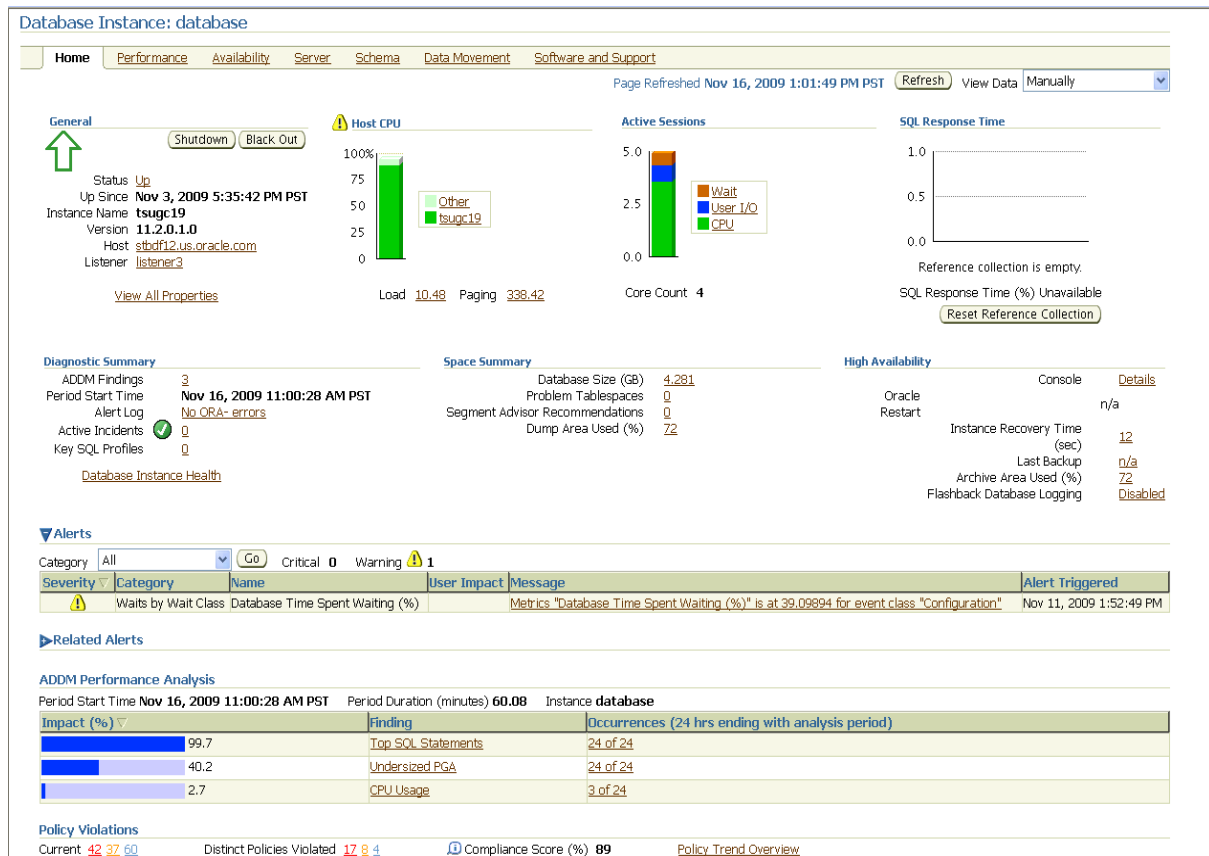 Database Instance: database
Home Performance Availability Server Schema Data Movement Software and Support
Page Refreshed Nov 16, 2009 1:01:49 PM PST Refresh View Data Manually
General
Shutdown Black Out
Status Up
Up Since Nov 3, 2009 5:35:42 PM PST
Instance Name tsugc19
Version 11.2.0.1.0
Host stbdf12.us.oracle.com
Listener listener3
View All Properties
Host CPU
100%
75
50
25
0
Other
tsugc19
Load 10.48 Paging 338.42
Active Sessions
5.0
2.5
0.0
Wait
User I/O
CPU
Core Count 4
SQL Response Time
1.0
0.5
0.0
Reference collection is empty.
SQL Response Time (%) Unavailable
Reset Reference Collection
Diagnostic Summary
ADDM Findings 3
Period Start Time Nov 16, 2009 11:00:28 AM PST
Alert Log No ORA- errors
Active Incidents 0
Key SQL Profiles 0
Database Instance Health
Space Summary
Database Size (GB) 4.281
Problem Tablespaces 0
Segment Advisor Recommendations 0
Dump Area Used (%) 72
High Availability
Console Details
Oracle
Restart n/a
Instance Recovery Time
(sec) 12
Last Backup n/a
Archive Area Used (%) 72
Flashback Database Logging Disabled
Alerts
Category All Go Critical 0 Warning 1
Severity Category Name User Impact Message Alert Triggered
Waits by Wait Class Database Time Spent Waiting (%) Metrics "Database Time Spent Waiting (%)" is at 39.09894 for event class "Configuration" Nov 11, 2009 1:52:49 PM
Related Alerts
ADDM Performance Analysis
Period Start Time Nov 16, 2009 11:00:28 AM PST Period Duration (minutes) 60.08 Instance database
Impact (%) Finding Occurrences (24 hrs ending with analysis period)
99.7 Top SQL Statements 24 of 24
40.2 Undersized PGA 24 of 24
2.7 CPU Usage 3 of 24
Policy Violations
Current 42 37 60 Distinct Policies Violated 17 8 4 Compliance Score (%) 89 Policy Trend Overview